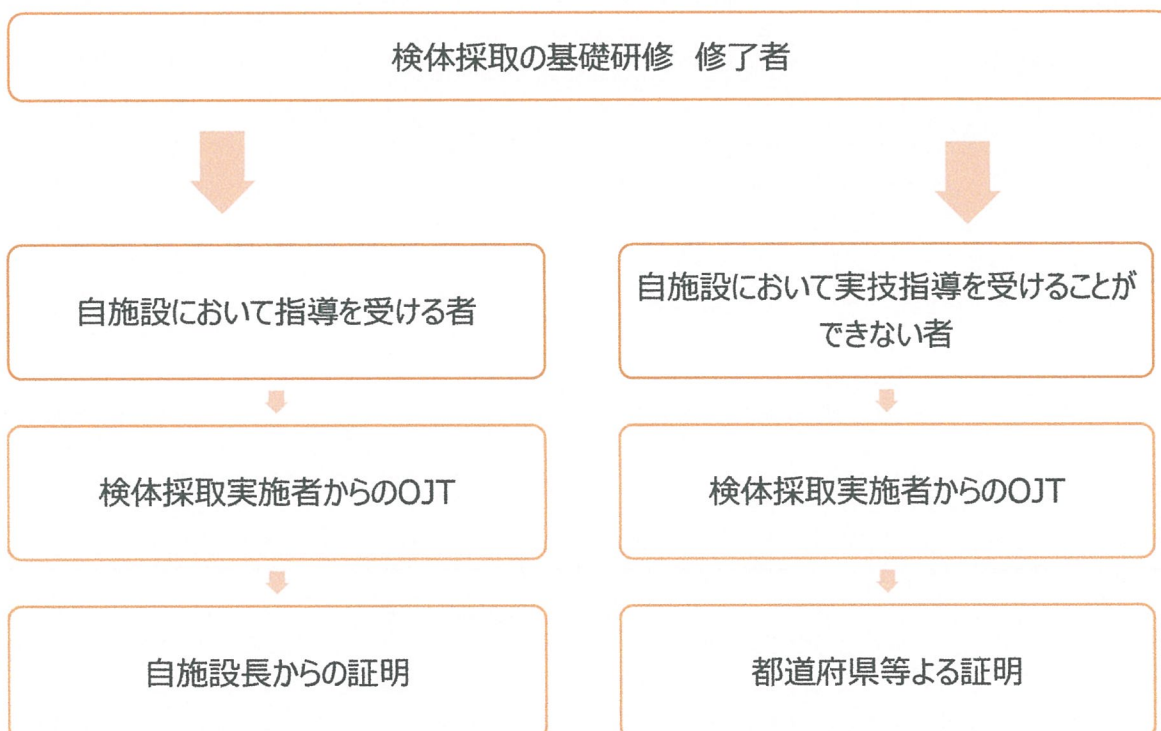 検体採取の基礎研修 修了者
自施設において指導を受ける者
自施設において実技指導を受けることが
できない者
検体採取実施者からのOJT
検体採取実施者からのOJT
自施設長からの証明
都道府県等よる証明